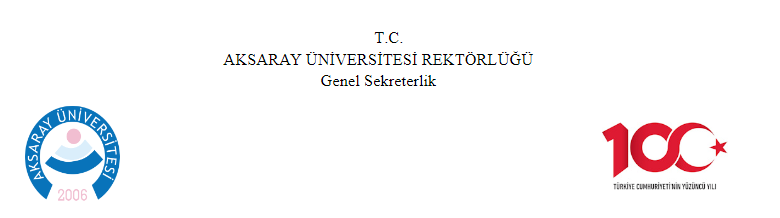 T.C.
AKSARAY ÜNİVERSİTESİ REKTÖRLÜĞÜ
Genel Sekreterlik
AKSARAY ÜNİVERSİTESİ
2006
100
TÜRKİYE CUMHURİYETİ'NİN YÜZÜNCÜ YILI